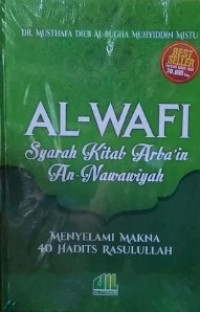 DR. MUSTHAFA DIEB AL-BUGHA MUHYIDDIN MISTU
BEST
SELLER
AL-WAFI
Syarah Kitab Arba'in
An-Nawawiyah
MENYELAMI MAKNA
40 HADITS RASULULLAH